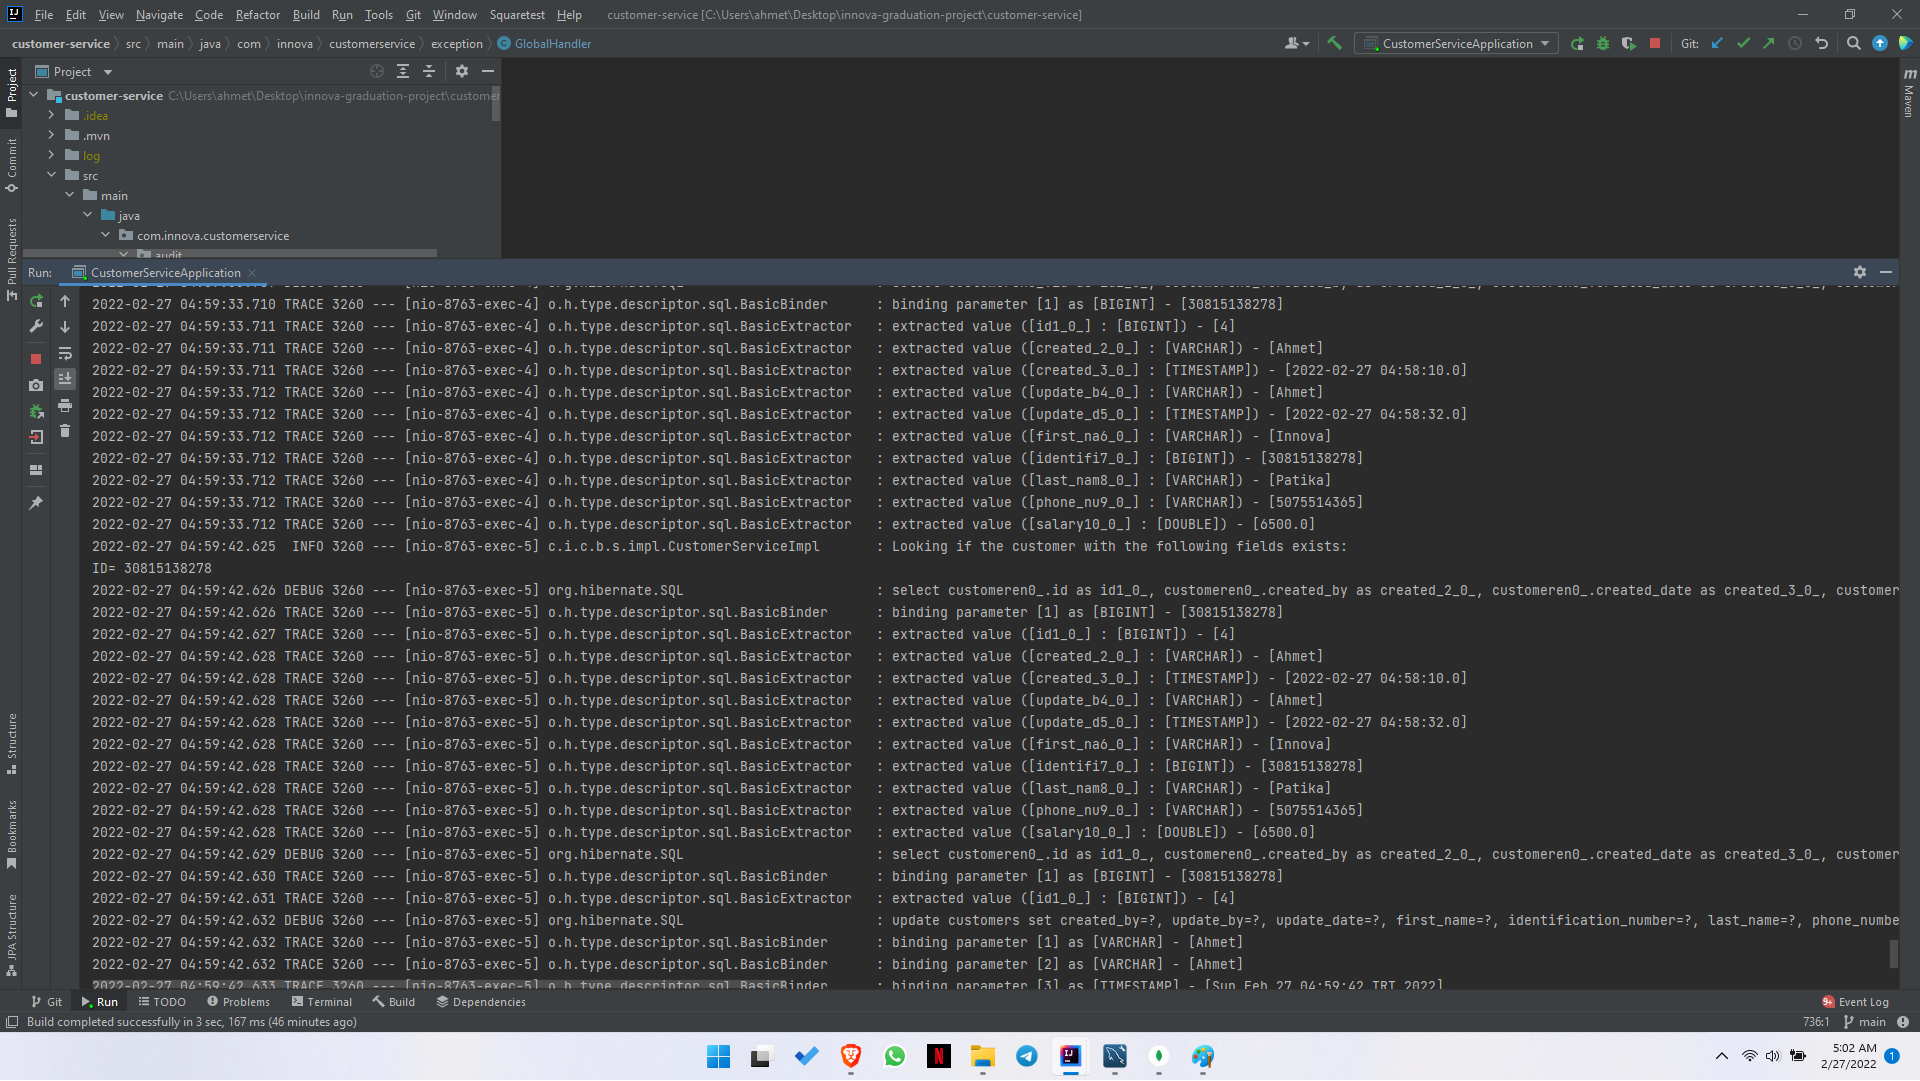 File Edit View Navigate Code Refactor Build Run Tools Git Window Squaretest Help customer-service [C:\Users\ahmet\Desktop\innova-graduation-project\customer-service]
customer-service src main java com innova customerservice exception GlobalHandler CustomerServiceApplication Git:
Project
customer-service C:\Users\ahmet\Desktop\innova-graduation-project\customer
.idea
.mvn
log
src
main
java
com.innova.customerservice
audit
Project
Commit
Pull Requests
Structure
Bookmarks
JPA Structure
m Maven
Run: CustomerServiceApplication
2022-02-27 04:59:33.710 TRACE 3260 --- [nio-8763-exec-4] o.h.type.descriptor.sql.BasicBinder : binding parameter [1] as [BIGINT] - [30815138278]
2022-02-27 04:59:33.711 TRACE 3260 --- [nio-8763-exec-4] o.h.type.descriptor.sql.BasicExtractor : extracted value ([id1_0_] : [BIGINT]) - [4]
2022-02-27 04:59:33.711 TRACE 3260 --- [nio-8763-exec-4] o.h.type.descriptor.sql.BasicExtractor : extracted value ([created_2_0_] : [VARCHAR]) - [Ahmet]
2022-02-27 04:59:33.711 TRACE 3260 --- [nio-8763-exec-4] o.h.type.descriptor.sql.BasicExtractor : extracted value ([created_3_0_] : [TIMESTAMP]) - [2022-02-27 04:58:10.0]
2022-02-27 04:59:33.712 TRACE 3260 --- [nio-8763-exec-4] o.h.type.descriptor.sql.BasicExtractor : extracted value ([update_b4_0_] : [VARCHAR]) - [Ahmet]
2022-02-27 04:59:33.712 TRACE 3260 --- [nio-8763-exec-4] o.h.type.descriptor.sql.BasicExtractor : extracted value ([update_d5_0_] : [TIMESTAMP]) - [2022-02-27 04:58:32.0]
2022-02-27 04:59:33.712 TRACE 3260 --- [nio-8763-exec-4] o.h.type.descriptor.sql.BasicExtractor : extracted value ([first_na6_0_] : [VARCHAR]) - [Innova]
2022-02-27 04:59:33.712 TRACE 3260 --- [nio-8763-exec-4] o.h.type.descriptor.sql.BasicExtractor : extracted value ([identifi7_0_] : [BIGINT]) - [30815138278]
2022-02-27 04:59:33.712 TRACE 3260 --- [nio-8763-exec-4] o.h.type.descriptor.sql.BasicExtractor : extracted value ([last_nam8_0_] : [VARCHAR]) - [Patika]
2022-02-27 04:59:33.712 TRACE 3260 --- [nio-8763-exec-4] o.h.type.descriptor.sql.BasicExtractor : extracted value ([phone_nu9_0_] : [VARCHAR]) - [5075514365]
2022-02-27 04:59:33.712 TRACE 3260 --- [nio-8763-exec-4] o.h.type.descriptor.sql.BasicExtractor : extracted value ([salary10_0_] : [DOUBLE]) - [6500.0]
2022-02-27 04:59:42.625 INFO 3260 --- [nio-8763-exec-5] c.i.c.b.s.impl.CustomerServiceImpl : Looking if the customer with the following fields exists:
ID= 30815138278
2022-02-27 04:59:42.626 DEBUG 3260 --- [nio-8763-exec-5] org.hibernate.SQL : select customeren0_.id as id1_0_, customeren0_.created_by as created_2_0_, customeren0_.created_date as created_3_0_, customer
2022-02-27 04:59:42.626 TRACE 3260 --- [nio-8763-exec-5] o.h.type.descriptor.sql.BasicBinder : binding parameter [1] as [BIGINT] - [30815138278]
2022-02-27 04:59:42.627 TRACE 3260 --- [nio-8763-exec-5] o.h.type.descriptor.sql.BasicExtractor : extracted value ([id1_0_] : [BIGINT]) - [4]
2022-02-27 04:59:42.628 TRACE 3260 --- [nio-8763-exec-5] o.h.type.descriptor.sql.BasicExtractor : extracted value ([created_2_0_] : [VARCHAR]) - [Ahmet]
2022-02-27 04:59:42.628 TRACE 3260 --- [nio-8763-exec-5] o.h.type.descriptor.sql.BasicExtractor : extracted value ([created_3_0_] : [TIMESTAMP]) - [2022-02-27 04:58:10.0]
2022-02-27 04:59:42.628 TRACE 3260 --- [nio-8763-exec-5] o.h.type.descriptor.sql.BasicExtractor : extracted value ([update_b4_0_] : [VARCHAR]) - [Ahmet]
2022-02-27 04:59:42.628 TRACE 3260 --- [nio-8763-exec-5] o.h.type.descriptor.sql.BasicExtractor : extracted value ([update_d5_0_] : [TIMESTAMP]) - [2022-02-27 04:58:32.0]
2022-02-27 04:59:42.628 TRACE 3260 --- [nio-8763-exec-5] o.h.type.descriptor.sql.BasicExtractor : extracted value ([first_na6_0_] : [VARCHAR]) - [Innova]
2022-02-27 04:59:42.628 TRACE 3260 --- [nio-8763-exec-5] o.h.type.descriptor.sql.BasicExtractor : extracted value ([identifi7_0_] : [BIGINT]) - [30815138278]
2022-02-27 04:59:42.628 TRACE 3260 --- [nio-8763-exec-5] o.h.type.descriptor.sql.BasicExtractor : extracted value ([last_nam8_0_] : [VARCHAR]) - [Patika]
2022-02-27 04:59:42.628 TRACE 3260 --- [nio-8763-exec-5] o.h.type.descriptor.sql.BasicExtractor : extracted value ([phone_nu9_0_] : [VARCHAR]) - [5075514365]
2022-02-27 04:59:42.628 TRACE 3260 --- [nio-8763-exec-5] o.h.type.descriptor.sql.BasicExtractor : extracted value ([salary10_0_] : [DOUBLE]) - [6500.0]
2022-02-27 04:59:42.629 DEBUG 3260 --- [nio-8763-exec-5] org.hibernate.SQL : select customeren0_.id as id1_0_, customeren0_.created_by as created_2_0_, customeren0_.created_date as created_3_0_, customer
2022-02-27 04:59:42.630 TRACE 3260 --- [nio-8763-exec-5] o.h.type.descriptor.sql.BasicBinder : binding parameter [1] as [BIGINT] - [30815138278]
2022-02-27 04:59:42.631 TRACE 3260 --- [nio-8763-exec-5] o.h.type.descriptor.sql.BasicExtractor : extracted value ([id1_0_] : [BIGINT]) - [4]
2022-02-27 04:59:42.632 DEBUG 3260 --- [nio-8763-exec-5] org.hibernate.SQL : update customers set created_by=?, update_by=?, update_date=?, first_name=?, identification_number=?, last_name=?, phone_numbe
2022-02-27 04:59:42.632 TRACE 3260 --- [nio-8763-exec-5] o.h.type.descriptor.sql.BasicBinder : binding parameter [1] as [VARCHAR] - [Ahmet]
2022-02-27 04:59:42.632 TRACE 3260 --- [nio-8763-exec-5] o.h.type.descriptor.sql.BasicBinder : binding parameter [2] as [VARCHAR] - [Ahmet]
2022-02-27 04:59:42.633 TRACE 3260 --- [nio-8763-exec-5] o.h.type.descriptor.sql.BasicBinder : binding parameter [3] as [TIMESTAMP] - [Sun Feb 27 04:59:42 TRT 2022]
Git Run TODO Problems Terminal Build Dependencies 9+ Event Log
Build completed successfully in 3 sec, 167 ms (46 minutes ago) 736:1 main
5:02 AM
2/27/2022 1